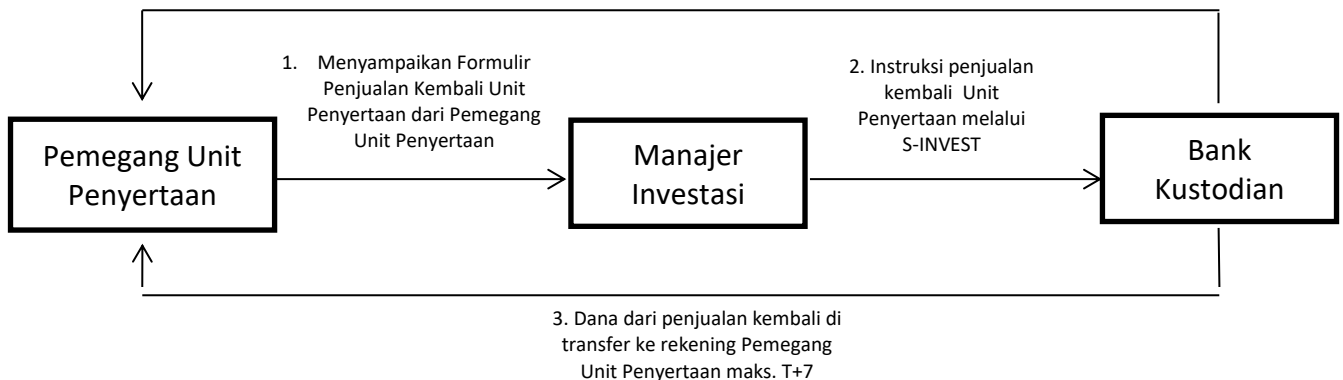 1. Menyampaikan Formulir
Penjualan Kembali Unit
Penyertaan dari Pemegang
Unit Penyertaan
2. Instruksi penjualan
kembali Unit
Penyertaan melalui
S-INVEST
Pemegang Unit
Penyertaan
Manajer
Investasi
Bank
Kustodian
3. Dana dari penjualan kembali di
transfer ke rekening Pemegang
Unit Penyertaan maks. T+7